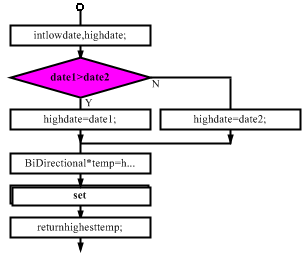 intlowdate,highdate;
date1>date2
N
Y
highdate=date1;
highdate=date2;
BiDirectional*temp=h...
set
returnhighesttemp;